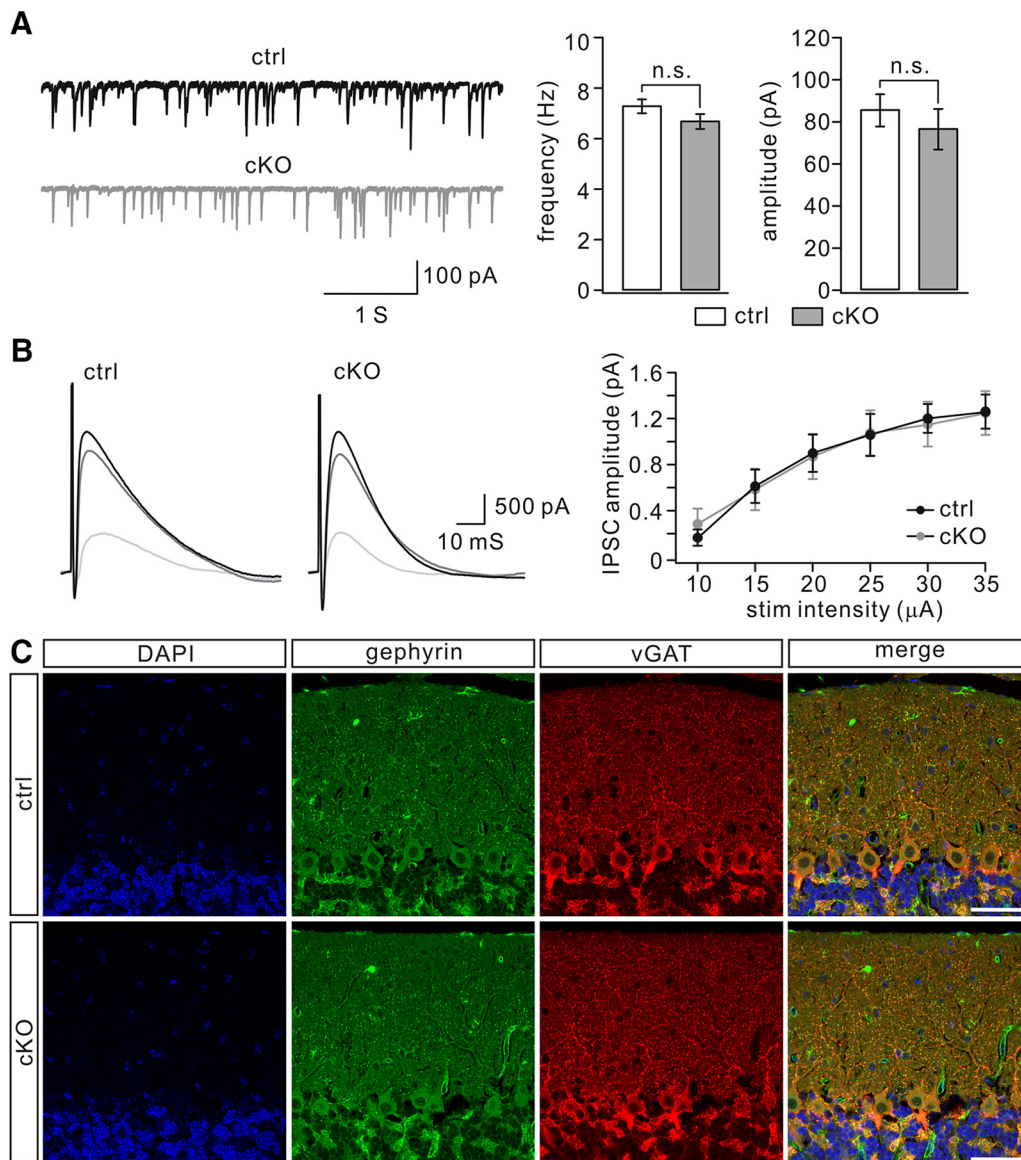 A
ctrl
cKO
100 pA
1 S
10
8
6
4
2
0
frequency (Hz)
n.s.
120
100
80
60
40
20
0
amplitude (pA)
n.s.
ctrl
cKO
B
ctrl
cKO
500 pA
10 mS
1.6
1.2
0.8
0.4
0
IPSC amplitude (pA)
ctrl
cKO
10 15 20 25 30 35
stim intensity (μA)
C
DAPI gephyrin vGAT merge
ctrl
cKO